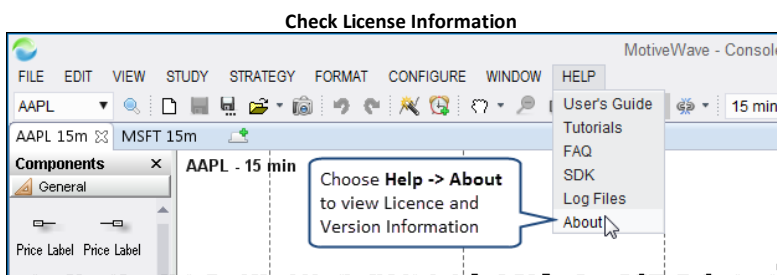 Check License Information
MotiveWave - Consol
FILE EDIT VIEW STUDY STRATEGY FORMAT CONFIGURE WINDOW HELP
AAPL 15 min
User's Guide
Tutorials
FAQ
SDK
Log Files
About
AAPL 15m MSFT 15m
Components
General
Price Label Price Label
AAPL - 15 min
Choose Help -> About
to view Licence and
Version Information